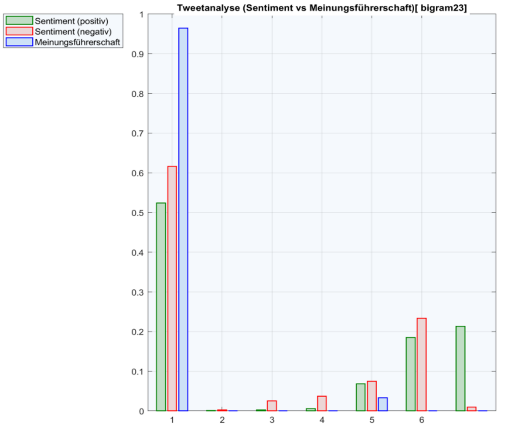 Tweetanalyse (Sentiment vs Meinungsführerschaft)[ bigram23]
Sentiment (positiv)
Sentiment (negativ)
Meinungsführerschaft
1
0.9
0.8
0.7
0.6
0.5
0.4
0.3
0.2
0.1
0
1 2 3 4 5 6